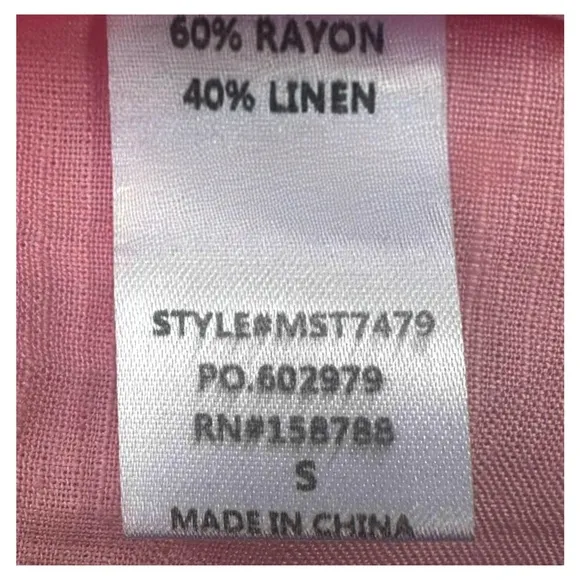 60% RAYON
40% LINEN
STYLE#MST7479
PO.602979
RN#158788
S
MADE IN CHINA